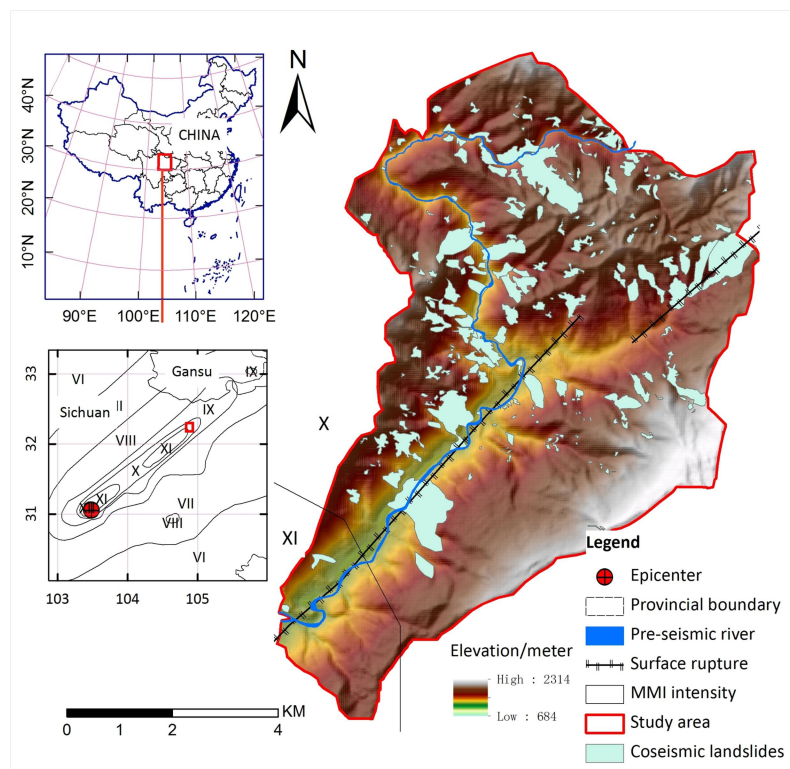 N
40°N
30°N
20°N
10°N
CHINA
90°E
100°E
110°E
120°E
33
32
31
103
104
105
VI
Gansu
IX
Sichuan
II
IX
VIII
XI
X
XI
VII
VIII
VI
X
XI
Legend
Epicenter
Provincial boundary
Pre-seismic river
Surface rupture
MMI intensity
Study area
Coseismic landslides
Elevation/meter
High : 2314
Low : 684
0
2
4
KM